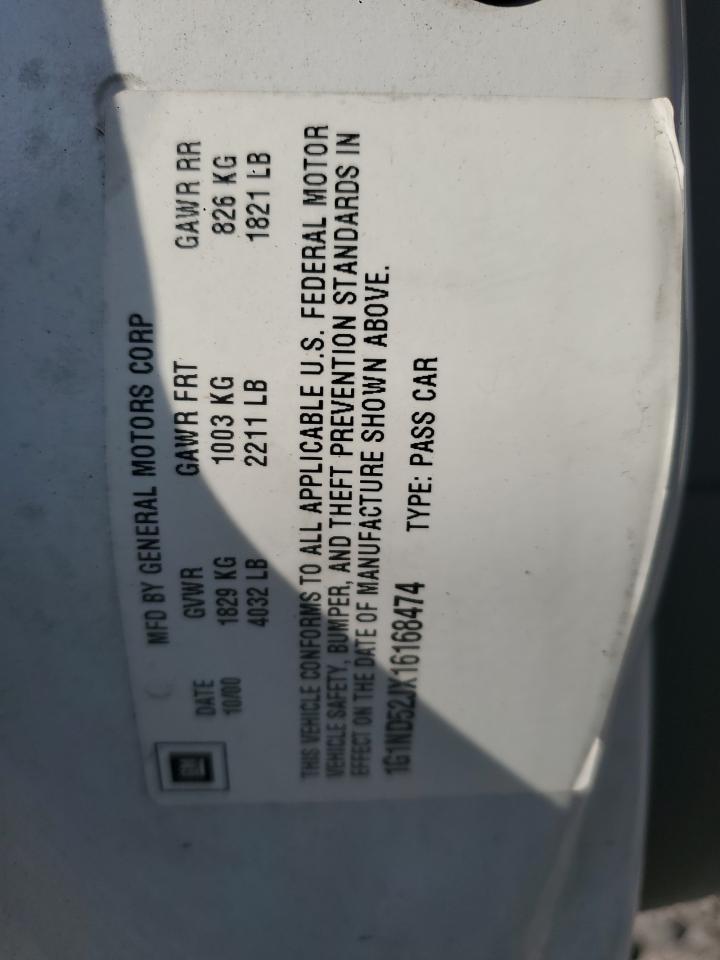 GM
MFD BY GENERAL MOTORS CORP
DATE GVWR GAWR FRT GAWR RR
10/00 1829 KG 1003 KG 826 KG
4032 LB 2211 LB 1821 LB
THIS VEHICLE CONFORMS TO ALL APPLICABLE U.S. FEDERAL MOTOR
VEHICLE SAFETY, BUMPER, AND THEFT PREVENTION STANDARDS IN
EFFECT ON THE DATE OF MANUFACTURE SHOWN ABOVE.
1G1ND52JX16168474 TYPE: PASS CAR